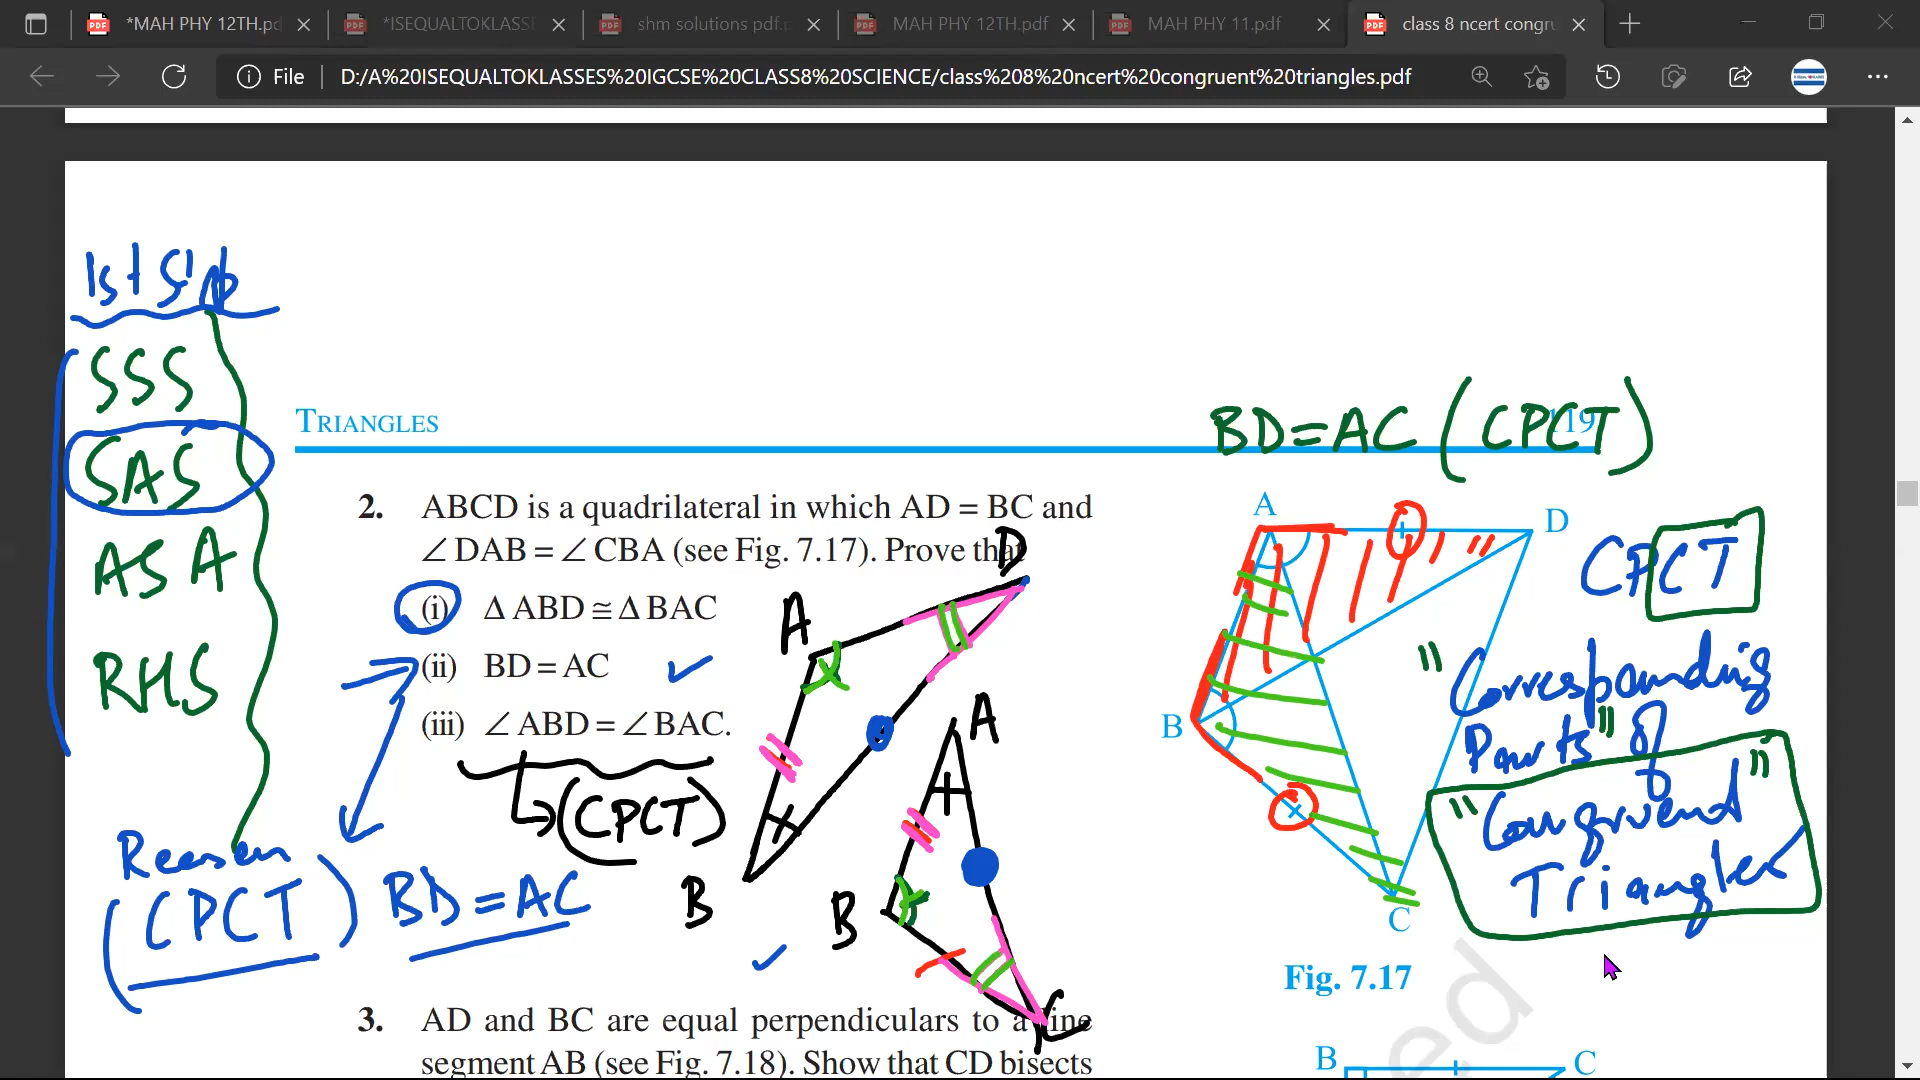 *MAH PHY 12TH.pd
*ISEQUALTOKLASSE
shm solutions pdf.p
MAH PHY 12TH.pdf
MAH PHY 11.pdf
class 8 ncert congru
File | D:/A%20ISEQUALTOKLASSES%20IGCSE%20CLASS8%20SCIENCE/class%208%20ncert%20congruent%20triangles.pdf
SSS
SAS
ASA
RHS
Reason
(CPCT)
BD=AC
TRIANGLES
119
BD=AC (CPCT)
2. ABCD is a quadrilateral in which AD = BC and
∠ DAB = ∠ CBA (see Fig. 7.17). Prove that
(i) Δ ABD ≅ Δ BAC
(ii) BD = AC
(iii) ∠ ABD = ∠ BAC.
(CPCT)
A
D
B
A
B
C
A
D
B
C
Fig. 7.17
CPCT
"Corresponding
Parts" of
"Congruent"
Triangles
3. AD and BC are equal perpendiculars to a line
segment AB (see Fig. 7.18). Show that CD bisects
B
C
ed